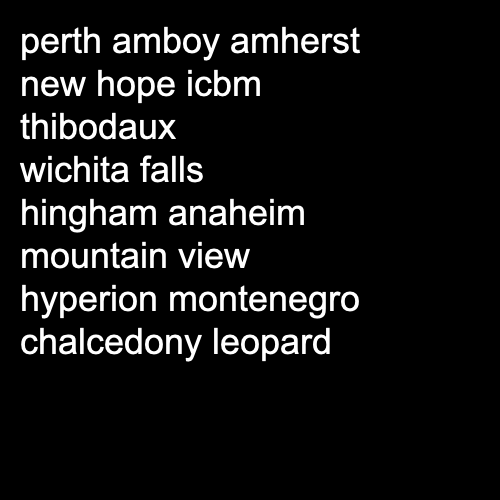 perth amboy amherst
new hope icbm
thibodaux
wichita falls
hingham anaheim
mountain view
hyperion montenegro
chalcedony leopard